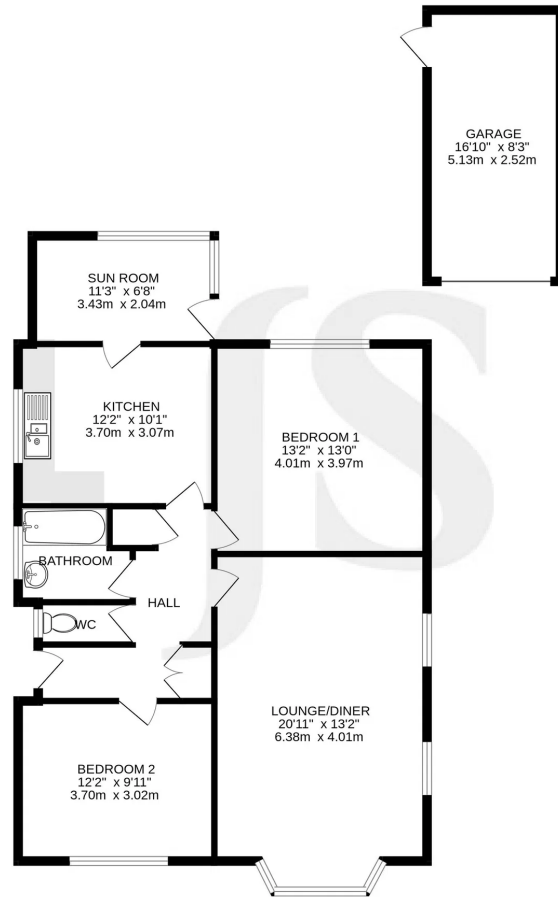 GARAGE
16'10" x 8'3"
5.13m x 2.52m
SUN ROOM
11'3" x 6'8"
3.43m x 2.04m
KITCHEN
12'2" x 10'1"
3.70m x 3.07m
BEDROOM 1
13'2" x 13'0"
4.01m x 3.97m
BATHROOM
HALL
WC
LOUNGE/DINER
20'11" x 13'2"
6.38m x 4.01m
BEDROOM 2
12'2" x 9'11"
3.70m x 3.02m
JS